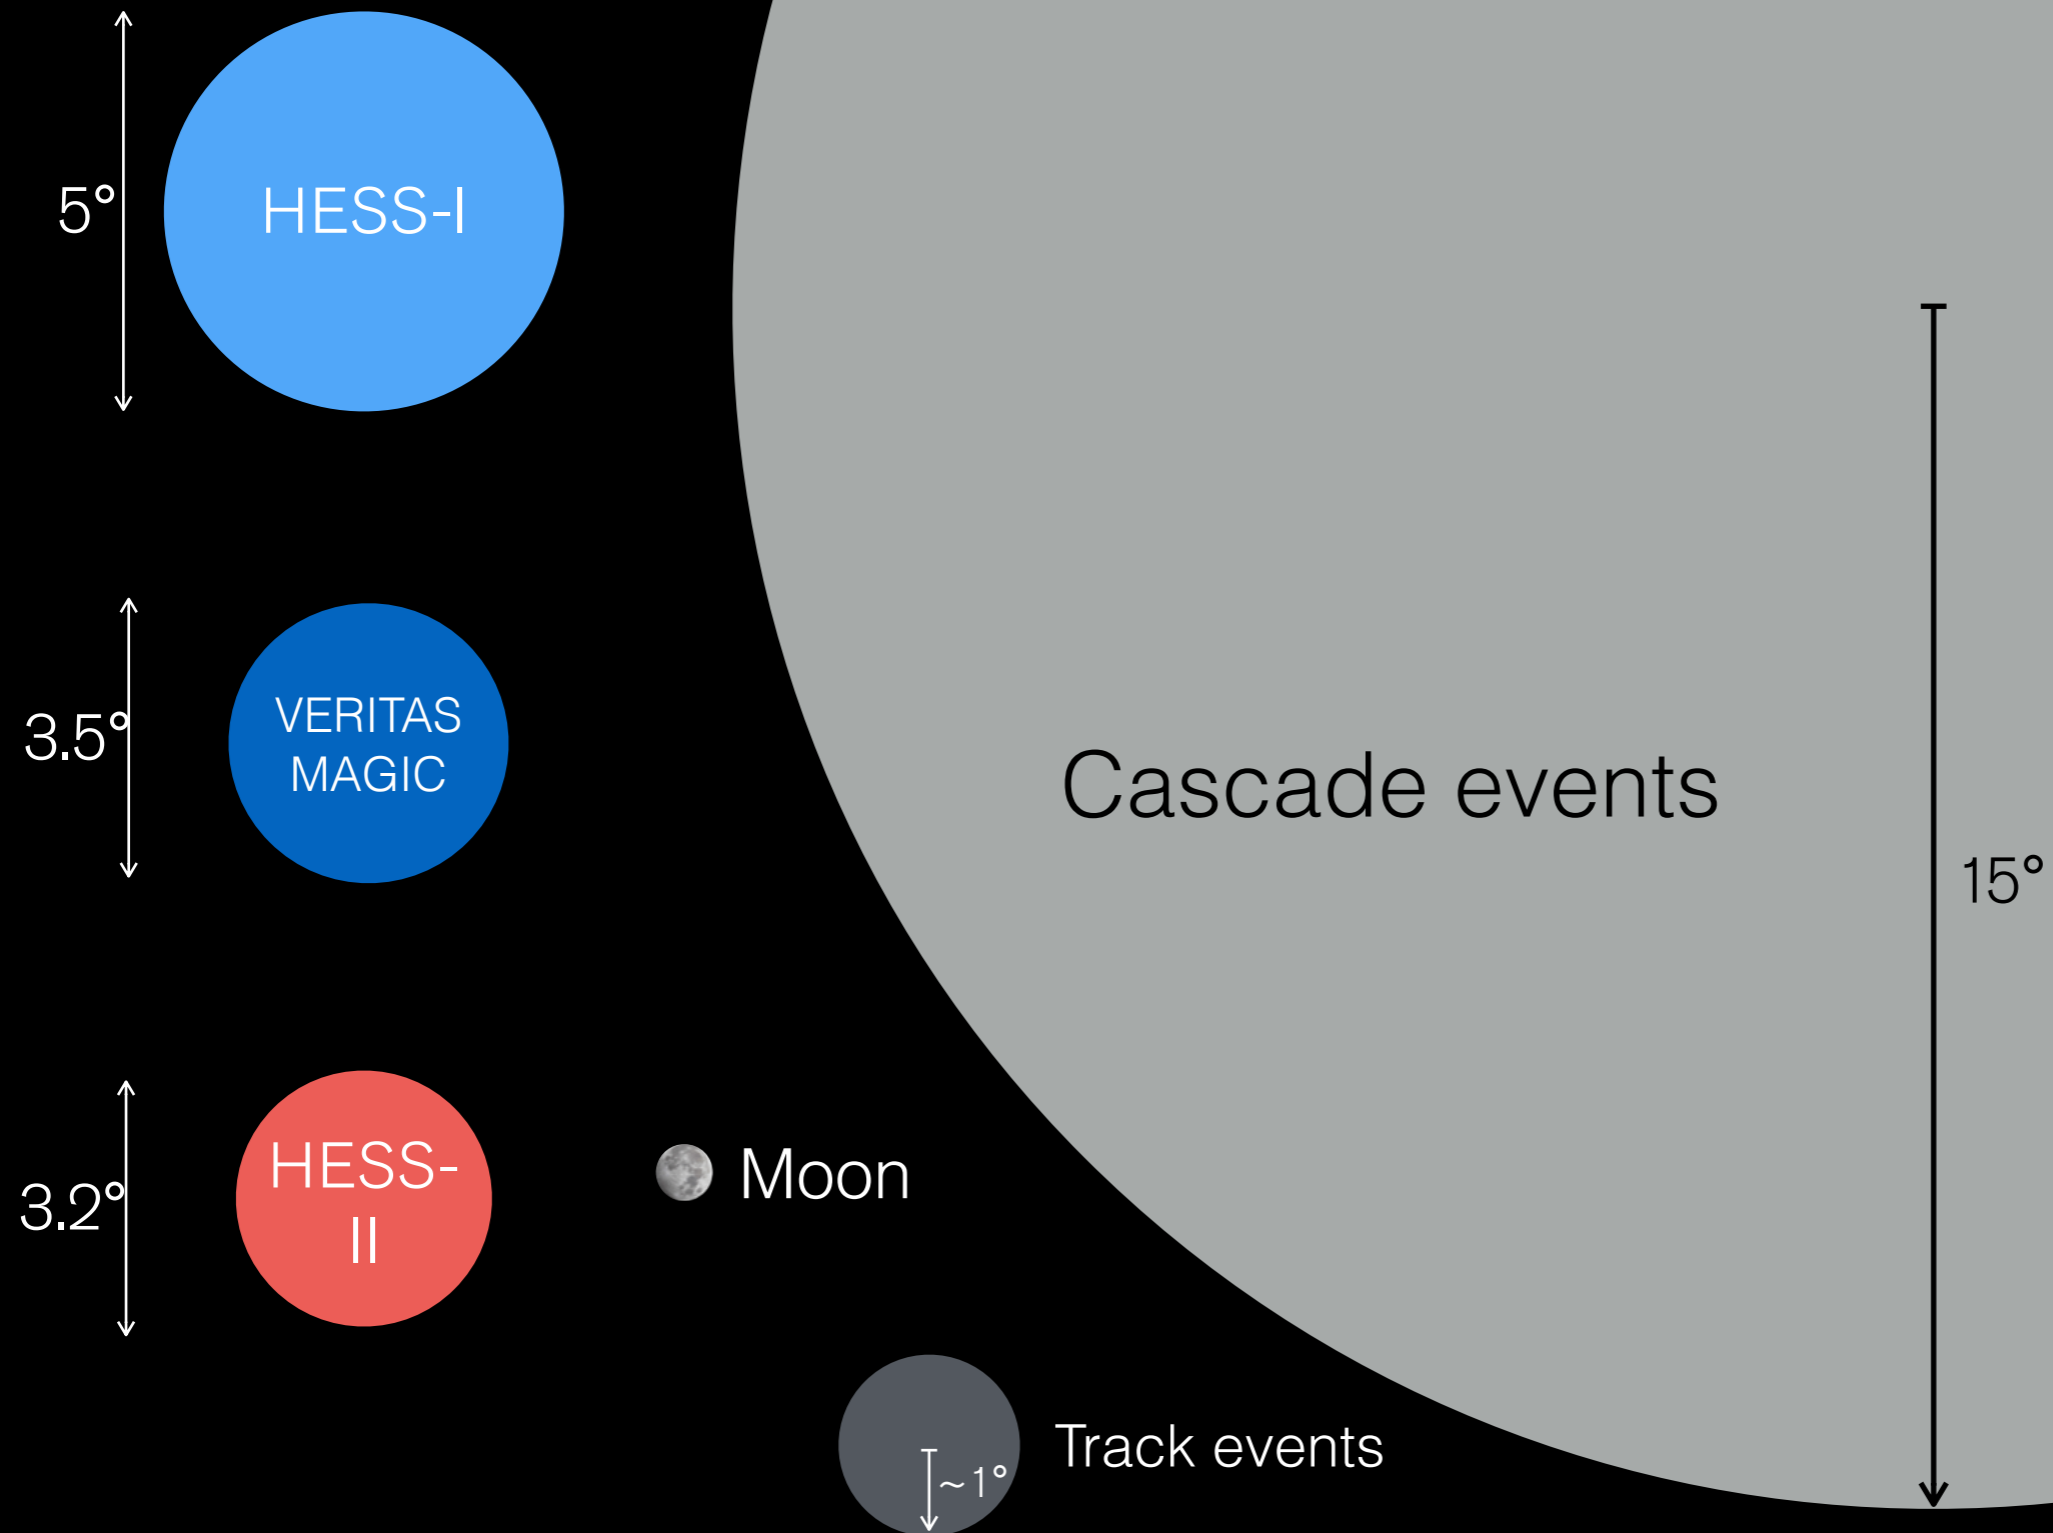 5°
HESS-I
3.5°
VERITAS
MAGIC
Cascade events
15°
3.2°
HESS-
II
Moon
Track events
~1°